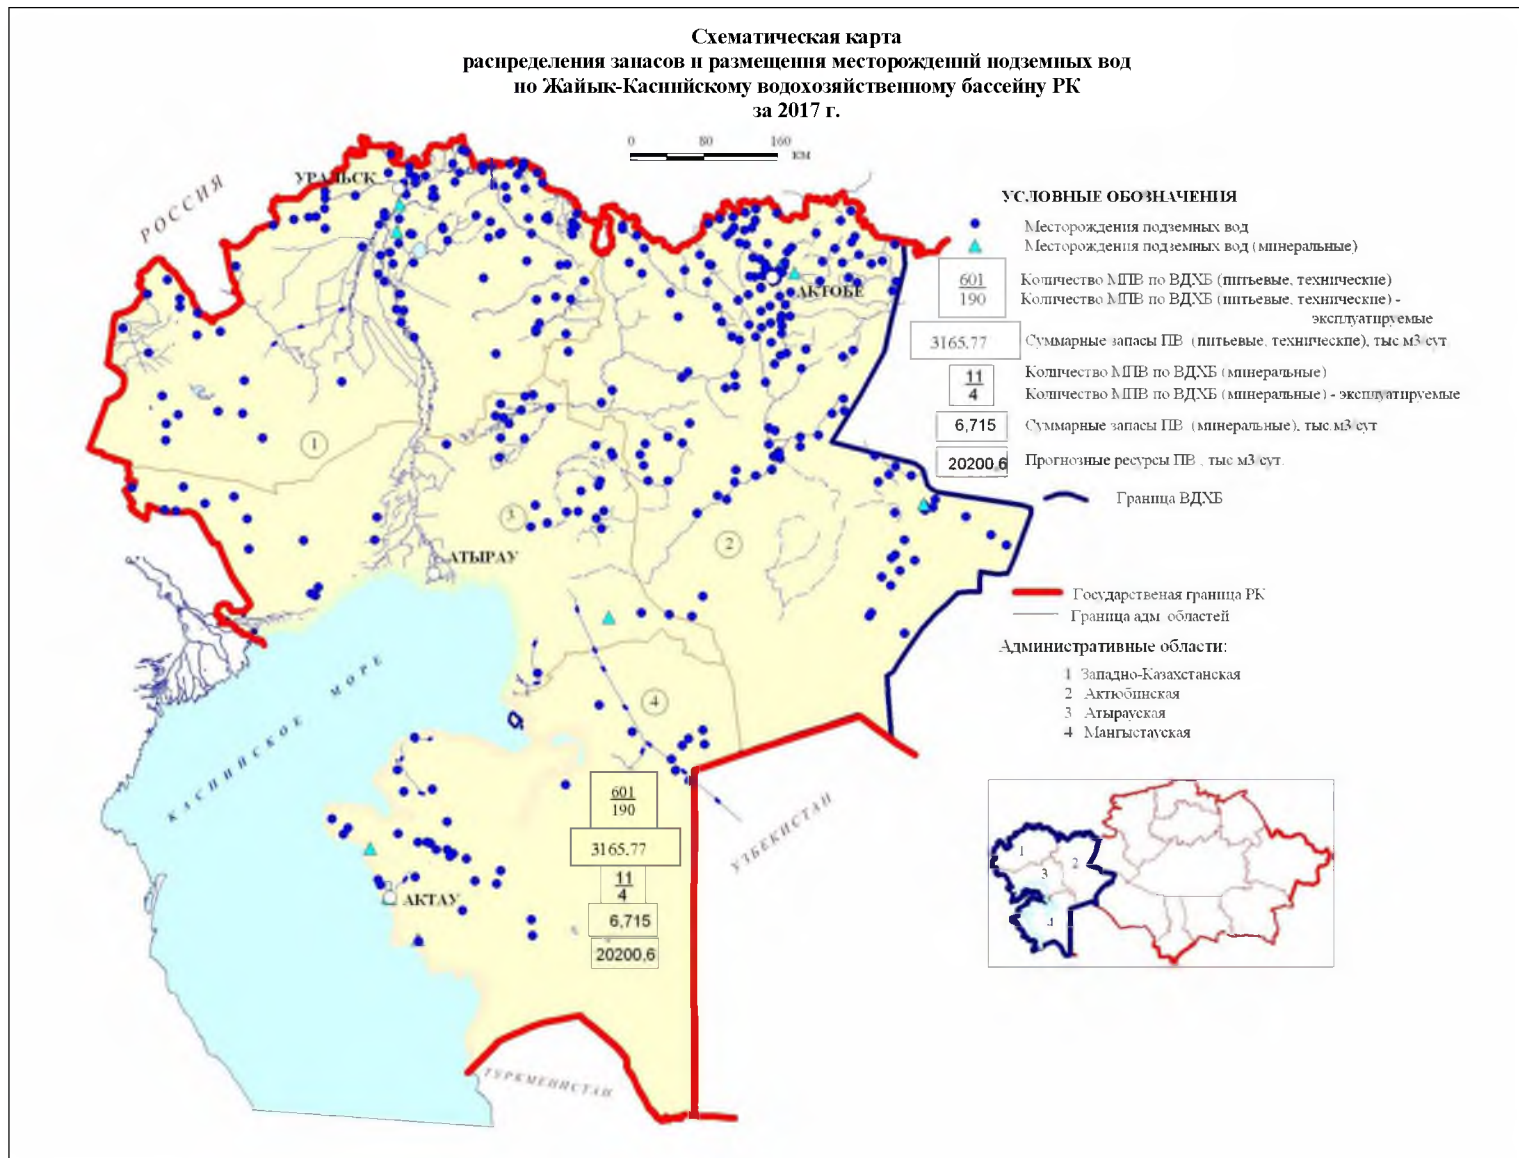 Схематическая карта
распределения запасов и размещения месторождений подземных вод
по Жайык-Каспийскому водохозяйственному бассейну РК
за 2017 г.
0 80 160
км
РОССИЯ
УРАЛЬСК
АКТОБЕ
1
3
2
АТЫРАУ
4
КАСПИЙСКОЕ МОРЕ
УЗБЕКИСТАН
601
190
3165,77
11
4
6,715
20200,6
АКТАУ
ТУРКМЕНИСТАН
УСЛОВНЫЕ ОБОЗНАЧЕНИЯ
Месторождения подземных вод
Месторождения подземных вод (минеральные)
601
190
Количество МПВ по ВДХБ (питьевые, технические)
Количество МПВ по ВДХБ (питьевые, технические) -
эксплуатируемые
3165.77
Суммарные запасы ПВ (питьевые, технические), тыс.м3/сут
11
4
Количество МПВ по ВДХБ (минеральные)
Количество МПВ по ВДХБ (минеральные) - эксплуатируемые
6,715
Суммарные запасы ПВ (минеральные), тыс.м3/сут
20200,6
Прогнозные ресурсы ПВ, тыс м3/сут.
Граница ВДХБ
Государственая граница РК
Граница адм. областей
Административные области:
1 Западно-Казахстанская
2 Актюбинская
3 Атырауская
4 Мангыстауская
1
2
3
4